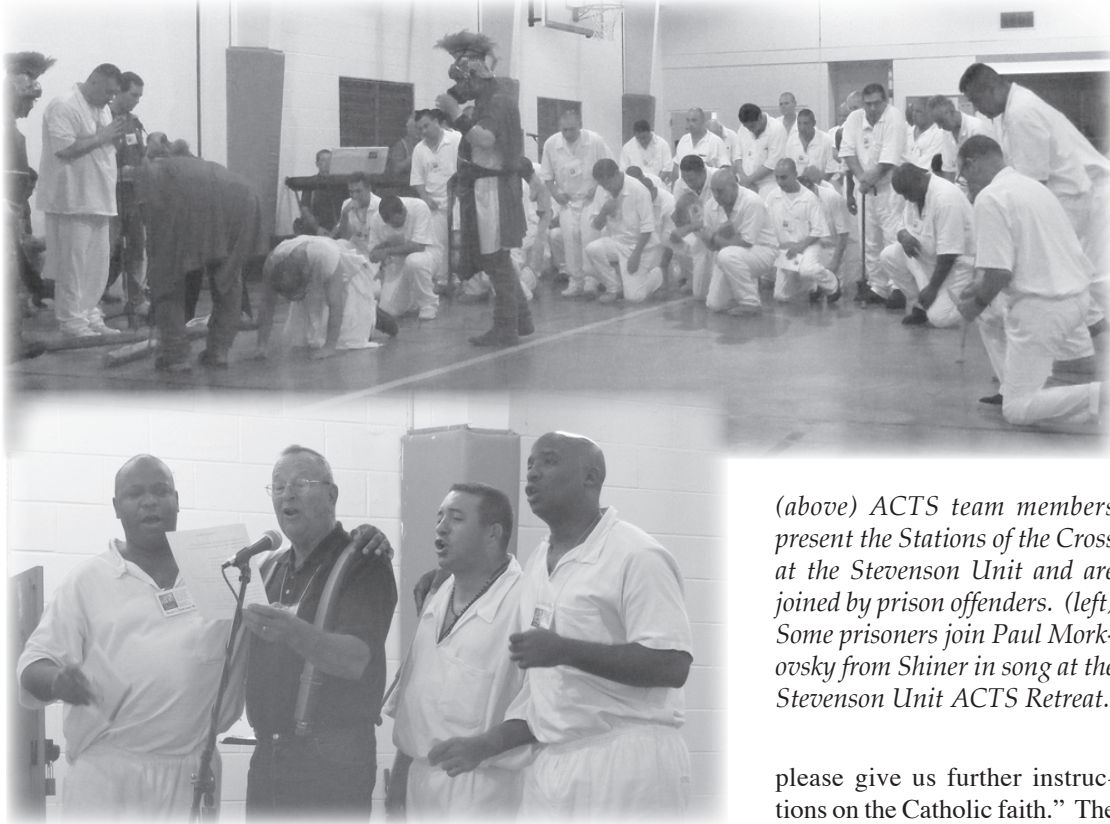 (above) ACTS team members
present the Stations of the Cross
at the Stevenson Unit and are
joined by prison offenders. (left)
Some prisoners join Paul Mork-
ovsky from Shiner in song at the
Stevenson Unit ACTS Retreat.
please give us further instruc-
tions on the Catholic faith.” The